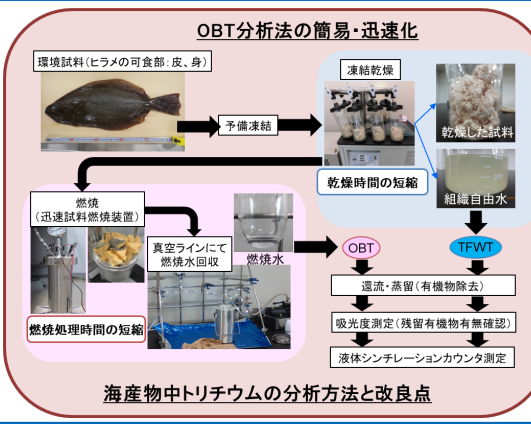 OBT分析法の簡易・迅速化
環境試料(ヒラメの可食部:皮、身)
予備凍結
凍結乾燥
乾燥した試料
乾燥時間の短縮
組織自由水
燃焼
(迅速試料燃焼装置)
真空ラインにて
燃焼水回収
燃焼水
燃焼処理時間の短縮
OBT
TFWT
還流・蒸留(有機物除去)
吸光度測定(残留有機物有無確認)
液体シンチレーションカウンタ測定
海産物中トリチウムの分析方法と改良点